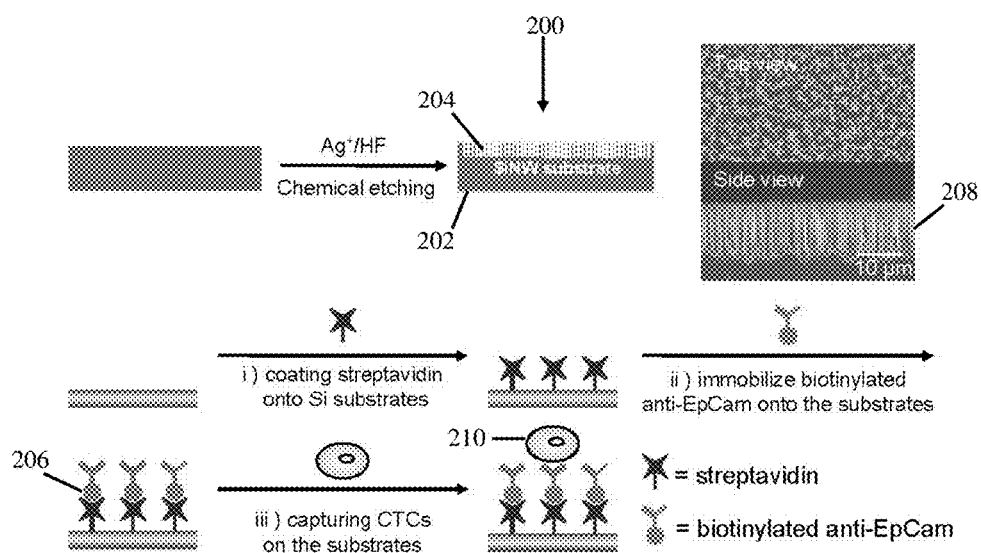 200
204
Ag⁺/HF
Chemical etching
SiNW substrate
202
Top view
Side view
208
10 µm
i ) coating streptavidin
onto Si substrates
ii ) immobilize biotinylated
anti-EpCam onto the substrates
206
210
iii ) capturing CTCs
on the substrates
= streptavidin
= biotinylated anti-EpCam